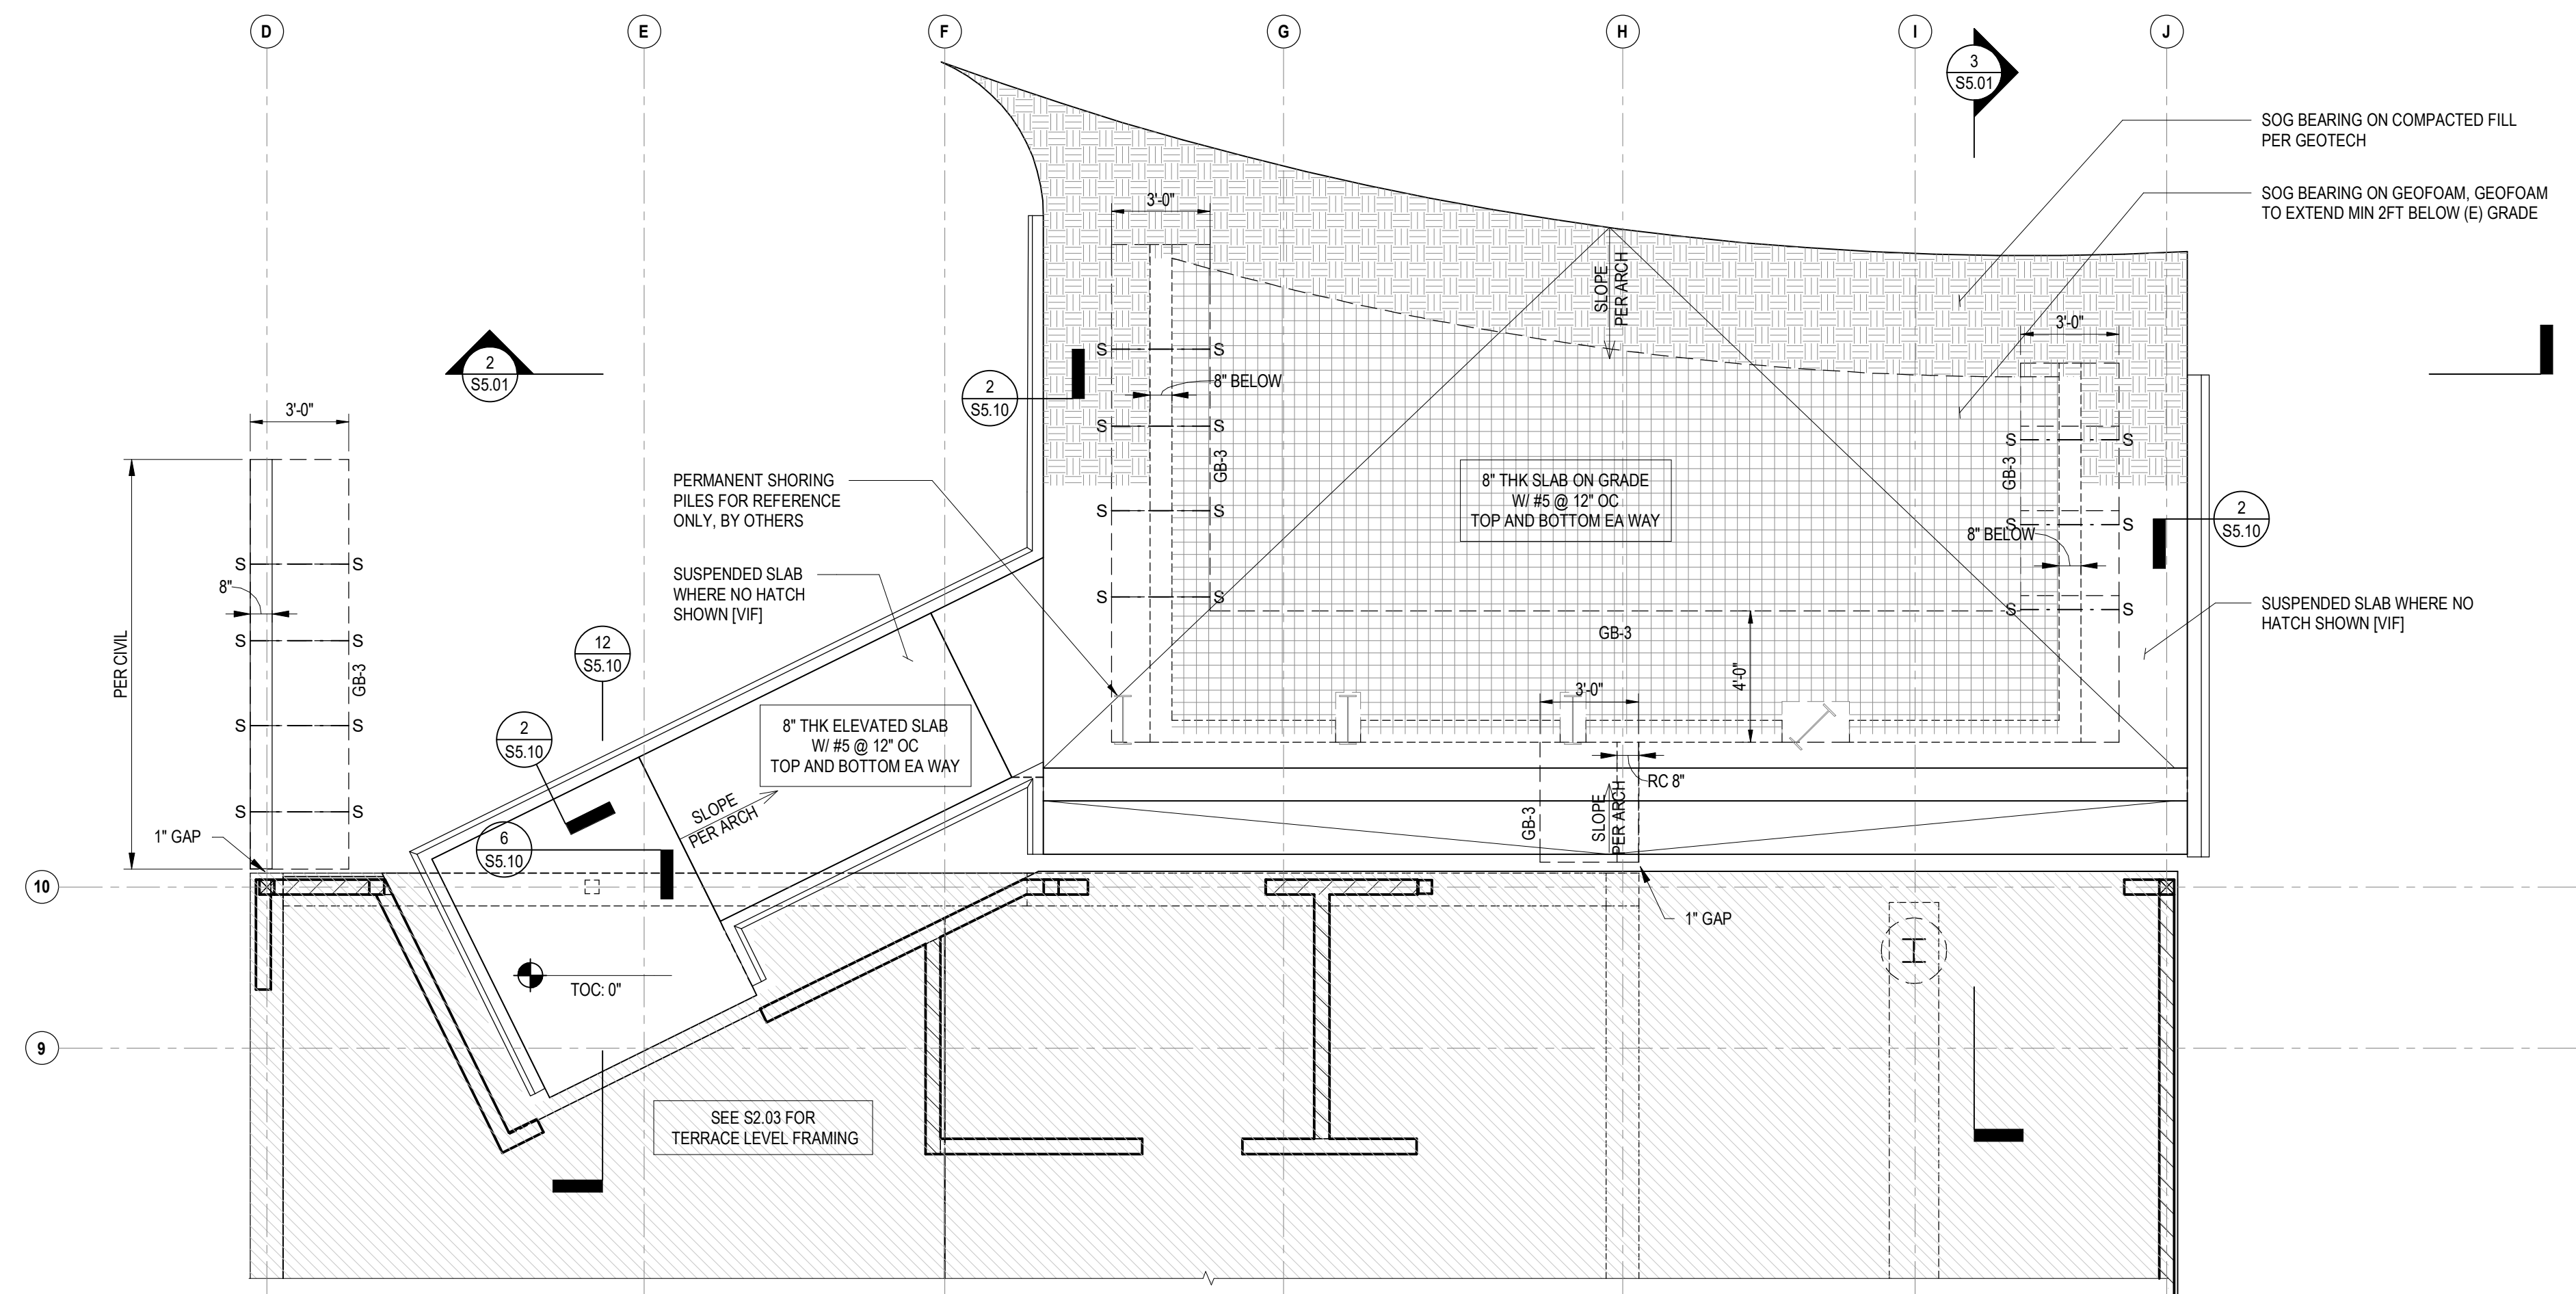 D
E
F
G
H
I
J
3
S5.01
SOG BEARING ON COMPACTED FILL
PER GEOTECH
SOG BEARING ON GEOFOAM, GEOFOAM
TO EXTEND MIN 2FT BELOW (E) GRADE
3'-0"
SLOPE
PER ARCH
3'-0"
2
S5.01
S
S
2
S5.10
8" BELOW
3'-0"
S
S
GB-3
S
S
GB-3
PERMANENT SHORING
PILES FOR REFERENCE
ONLY, BY OTHERS
8" THK SLAB ON GRADE
W/ #5 @ 12" OC
TOP AND BOTTOM EA WAY
S
S
S
S
2
S5.10
8" BELOW
S
S
8"
SUSPENDED SLAB
WHERE NO HATCH
SHOWN [VIF]
S
S
S
S
SUSPENDED SLAB WHERE NO
HATCH SHOWN [VIF]
GB-3
PER CIVIL
S
S
GB-3
12
S5.10
4'-0"
3'-0"
S
S
2
S5.10
8" THK ELEVATED SLAB
W/ #5 @ 12" OC
TOP AND BOTTOM EA WAY
RC 8"
SLOPE
PER ARCH
GB-3
SLOPE
PER ARCH
S
S
1" GAP
6
S5.10
10
1" GAP
TOC: 0"
9
SEE S2.03 FOR
TERRACE LEVEL FRAMING